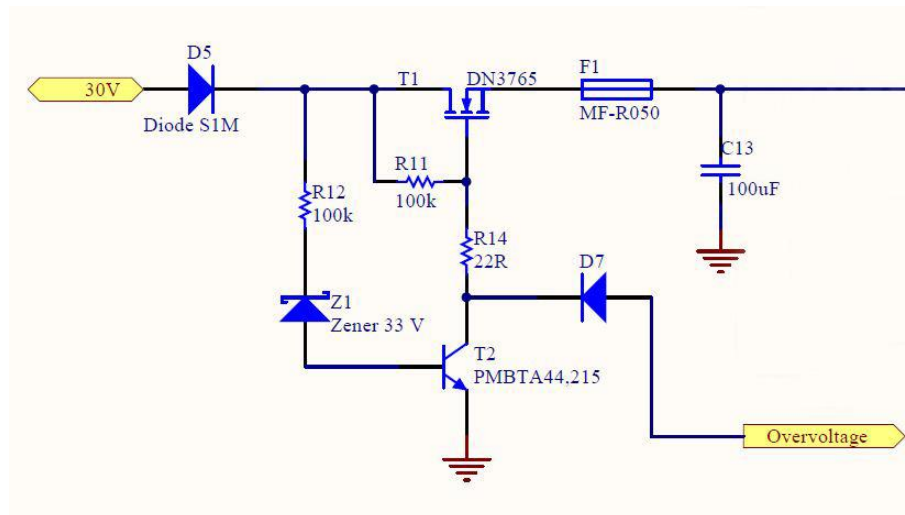 D5
30V
Diode S1M
T1
DN3765
F1
MF-R050
C13
100uF
R11
100k
R12
100k
R14
22R
D7
Z1
Zener 33 V
T2
PMBTA44,215
Overvoltage